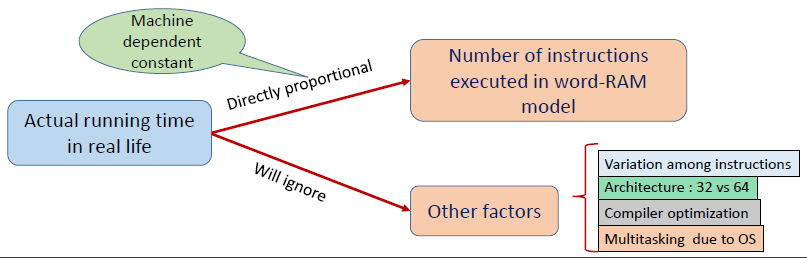 Machine
dependent
constant
Directly proportional
Number of instructions
executed in word-RAM
model
Actual running time
in real life
Will ignore
Other factors
Variation among instructions
Architecture : 32 vs 64
Compiler optimization
Multitasking due to OS